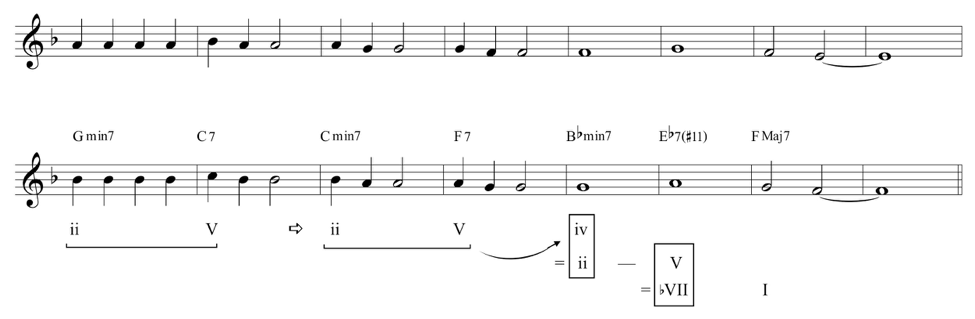 G min7 C 7 C min7 F 7 B♭min7 E♭7(♯11) F Maj7
ii V ⇨ ii V iv
= ii — V
= ♭VII I